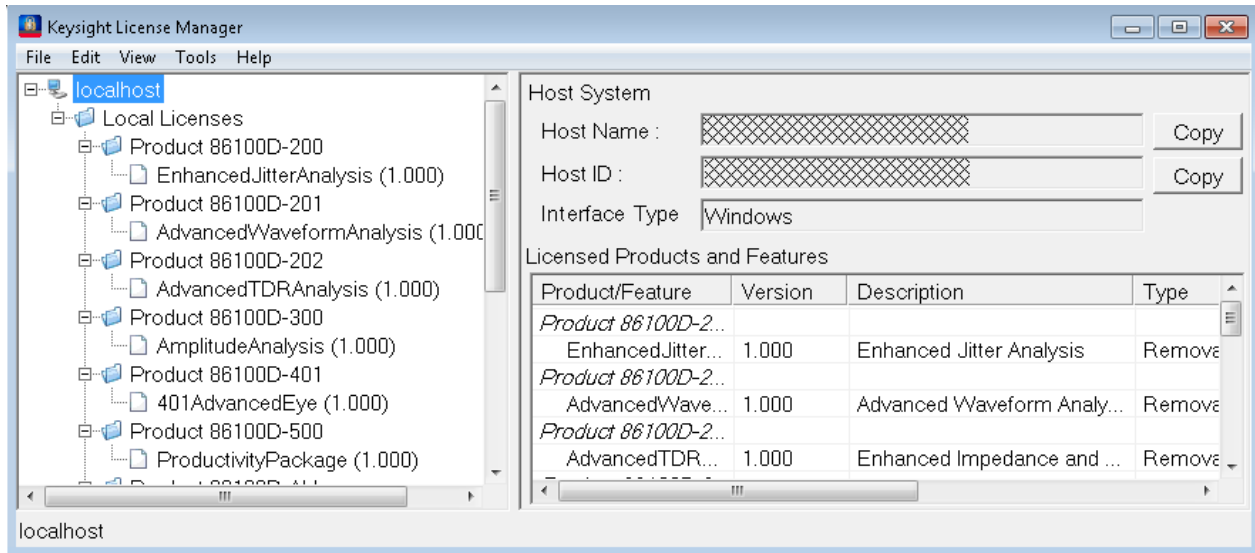 Keysight License Manager
File Edit View Tools Help
localhost
Local Licenses
Product 86100D-200
EnhancedJitterAnalysis (1.000)
Product 86100D-201
AdvancedWaveformAnalysis (1.000
Product 86100D-202
AdvancedTDRAnalysis (1.000)
Product 86100D-300
AmplitudeAnalysis (1.000)
Product 86100D-401
401AdvancedEye (1.000)
Product 86100D-500
ProductivityPackage (1.000)
Host System
Host Name : Copy
Host ID : Copy
Interface Type Windows
Licensed Products and Features
Product/Feature Version Description Type
Product 86100D-2...
EnhancedJitter... 1.000 Enhanced Jitter Analysis Remova
Product 86100D-2...
AdvancedWave... 1.000 Advanced Waveform Analy... Remova
Product 86100D-2...
AdvancedTDR... 1.000 Enhanced Impedance and ... Remova
localhost